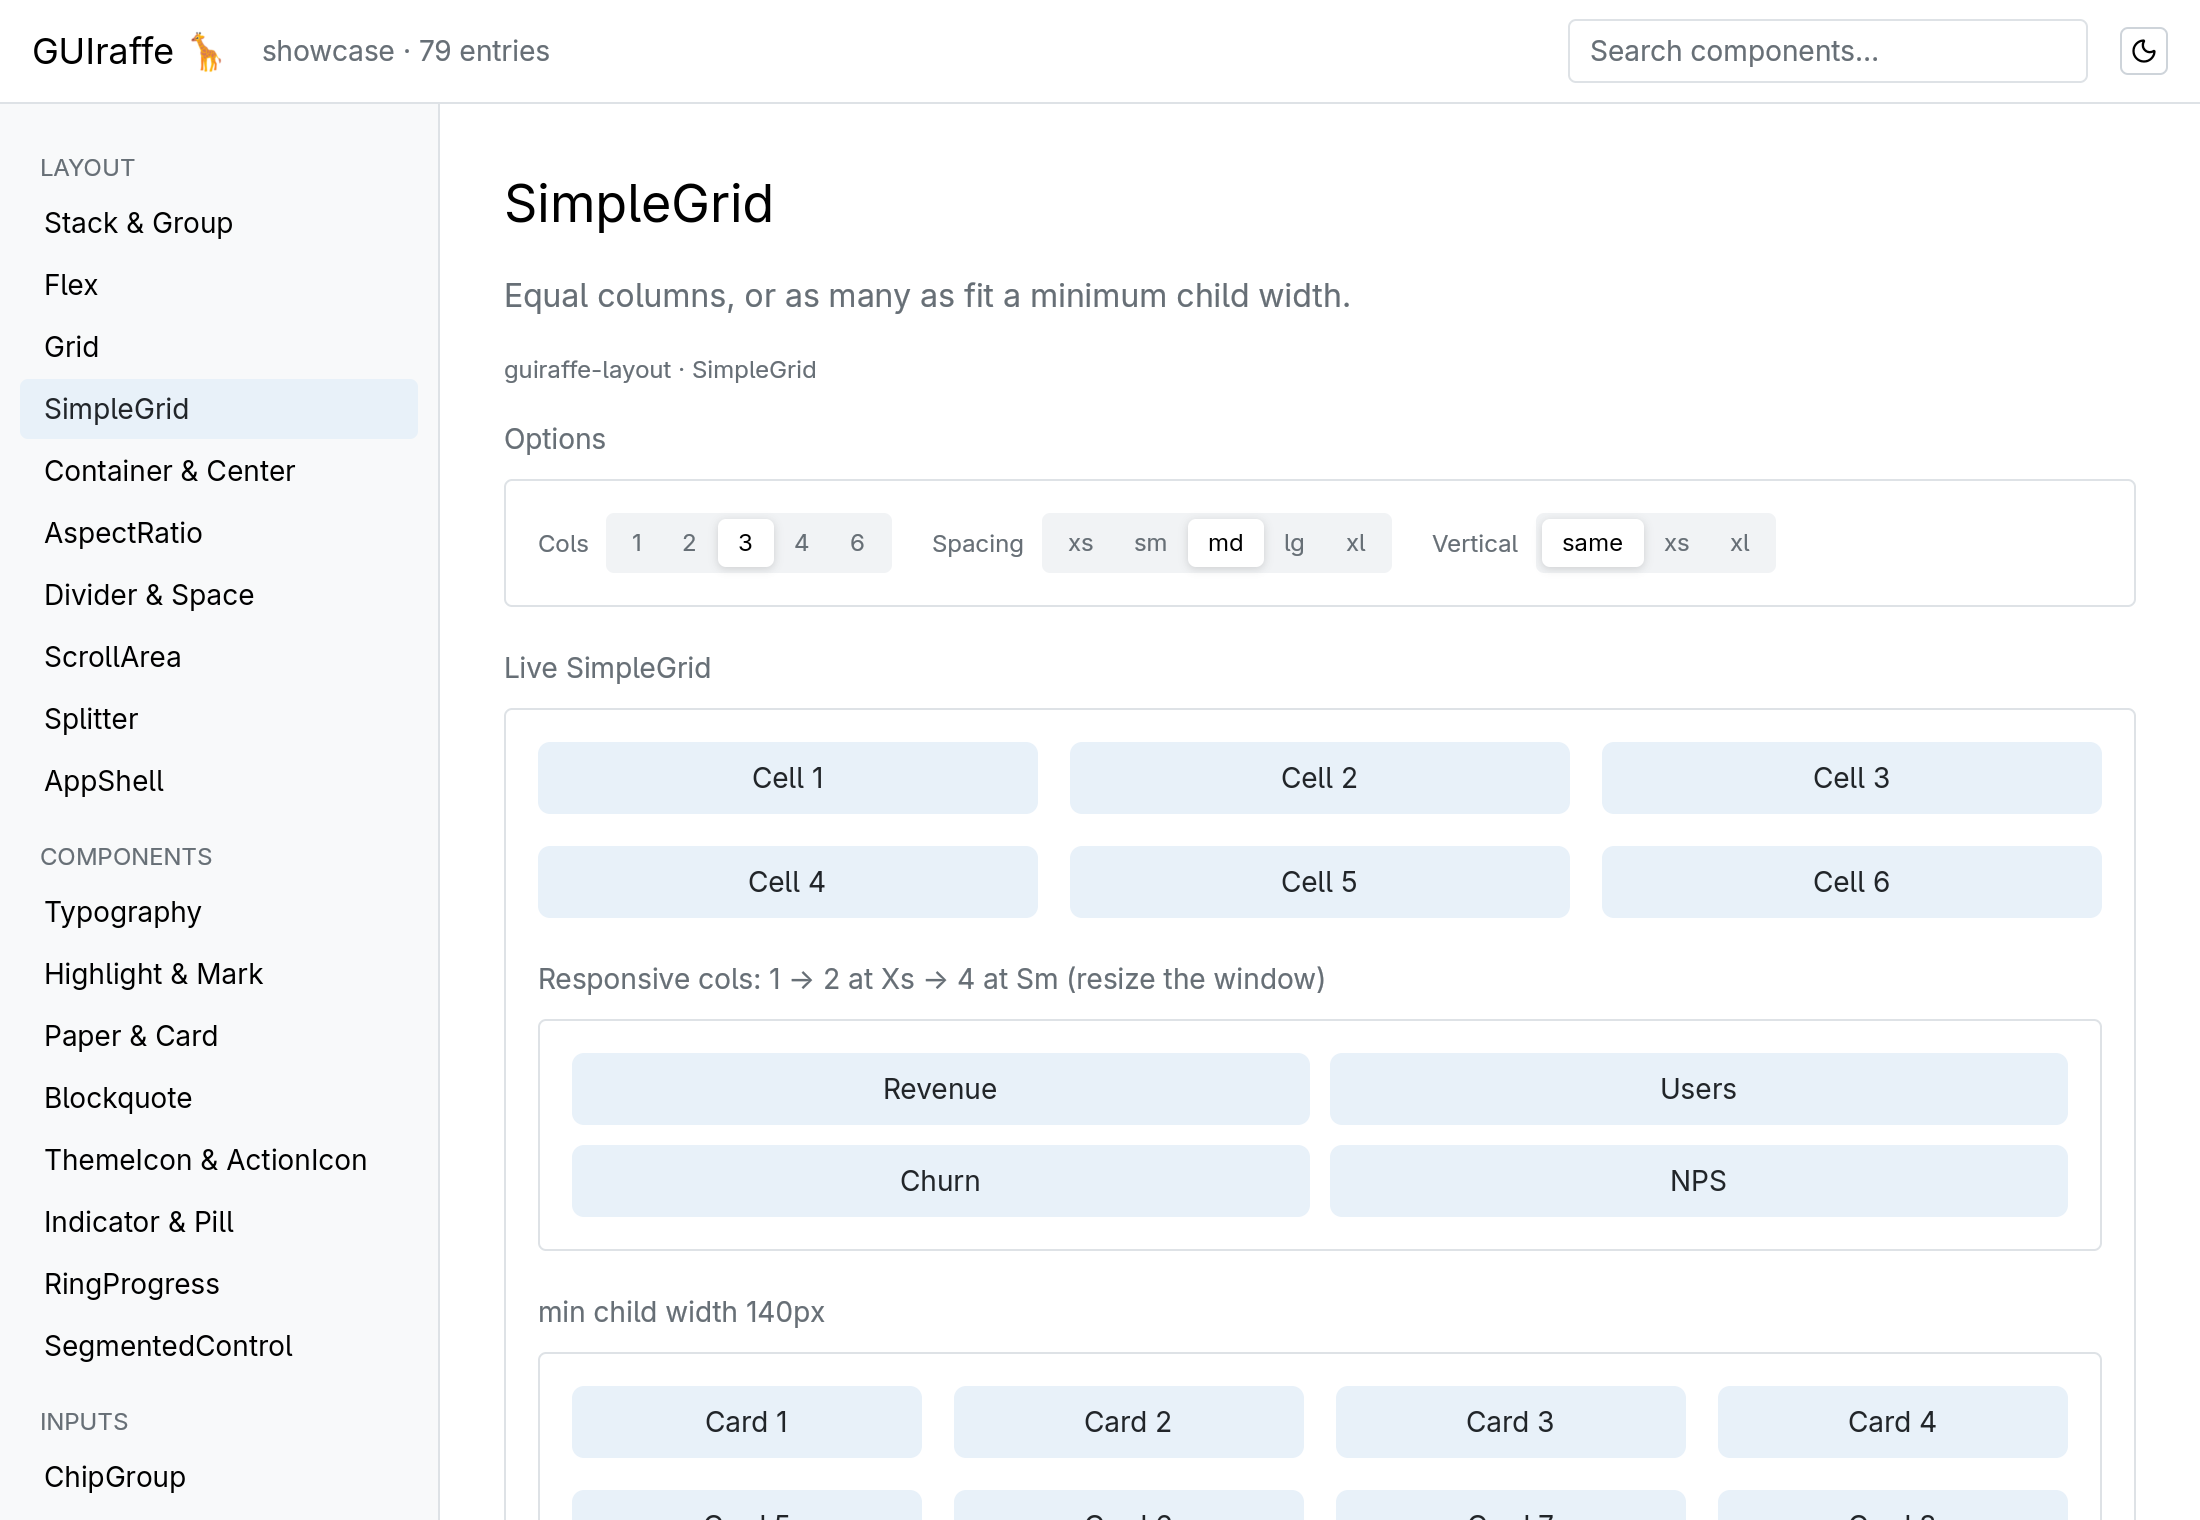 GUIraffe 🦒 showcase · 79 entries Search components...
LAYOUT
Stack & Group
Flex
Grid
SimpleGrid
Container & Center
AspectRatio
Divider & Space
ScrollArea
Splitter
AppShell
COMPONENTS
Typography
Highlight & Mark
Paper & Card
Blockquote
ThemeIcon & ActionIcon
Indicator & Pill
RingProgress
SegmentedControl
INPUTS
ChipGroup
SimpleGrid
Equal columns, or as many as fit a minimum child width.
guiraffe-layout · SimpleGrid
Options
Cols 1 2 3 4 6 Spacing xs sm md lg xl Vertical same xs xl
Live SimpleGrid
Cell 1 Cell 2 Cell 3
Cell 4 Cell 5 Cell 6
Responsive cols: 1 → 2 at Xs → 4 at Sm (resize the window)
Revenue Users
Churn NPS
min child width 140px
Card 1 Card 2 Card 3 Card 4